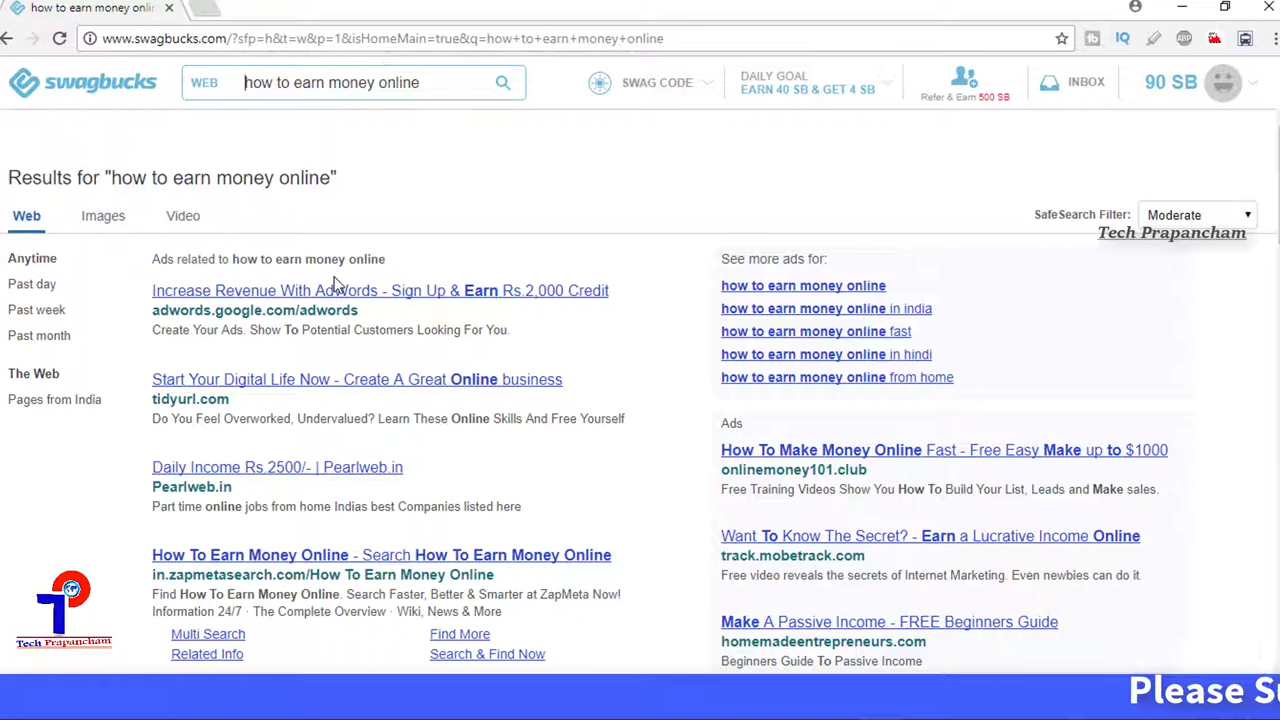 how to earn money onlin
www.swagbucks.com/?sfp=h&t=w&p=1&isHomeMain=true&q=how+to+earn+money+online
swagbucks
WEB how to earn money online
SWAG CODE
DAILY GOAL
EARN 40 SB & GET 4 SB
Refer & Earn 500 SB
INBOX
90 SB
Results for "how to earn money online"
Web Images Video
SafeSearch Filter: Moderate
Tech Prapancham
Anytime
Past day
Past week
Past month
The Web
Pages from India
Ads related to how to earn money online
Increase Revenue With AdWords - Sign Up & Earn Rs.2,000 Credit
adwords.google.com/adwords
Create Your Ads. Show To Potential Customers Looking For You.
Start Your Digital Life Now - Create A Great Online business
tidyurl.com
Do You Feel Overworked, Undervalued? Learn These Online Skills And Free Yourself
Daily Income Rs.2500/- | Pearlweb.in
Pearlweb.in
Part time online jobs from home Indias best Companies listed here
How To Earn Money Online - Search How To Earn Money Online
in.zapmetasearch.com/How To Earn Money Online
Find How To Earn Money Online. Search Faster, Better & Smarter at ZapMeta Now!
Information 24/7 · The Complete Overview · Wiki, News & More
Multi Search Find More
Related Info Search & Find Now
See more ads for:
how to earn money online
how to earn money online in india
how to earn money online fast
how to earn money online in hindi
how to earn money online from home
Ads
How To Make Money Online Fast - Free Easy Make up to $1000
onlinemoney101.club
Free Training Videos Show You How To Build Your List, Leads and Make sales.
Want To Know The Secret? - Earn a Lucrative Income Online
track.mobetrack.com
Free video reveals the secrets of Internet Marketing. Even newbies can do it.
Make A Passive Income - FREE Beginners Guide
homemadeentrepreneurs.com
Beginners Guide To Passive Income
Tech Prapancham
Please Su